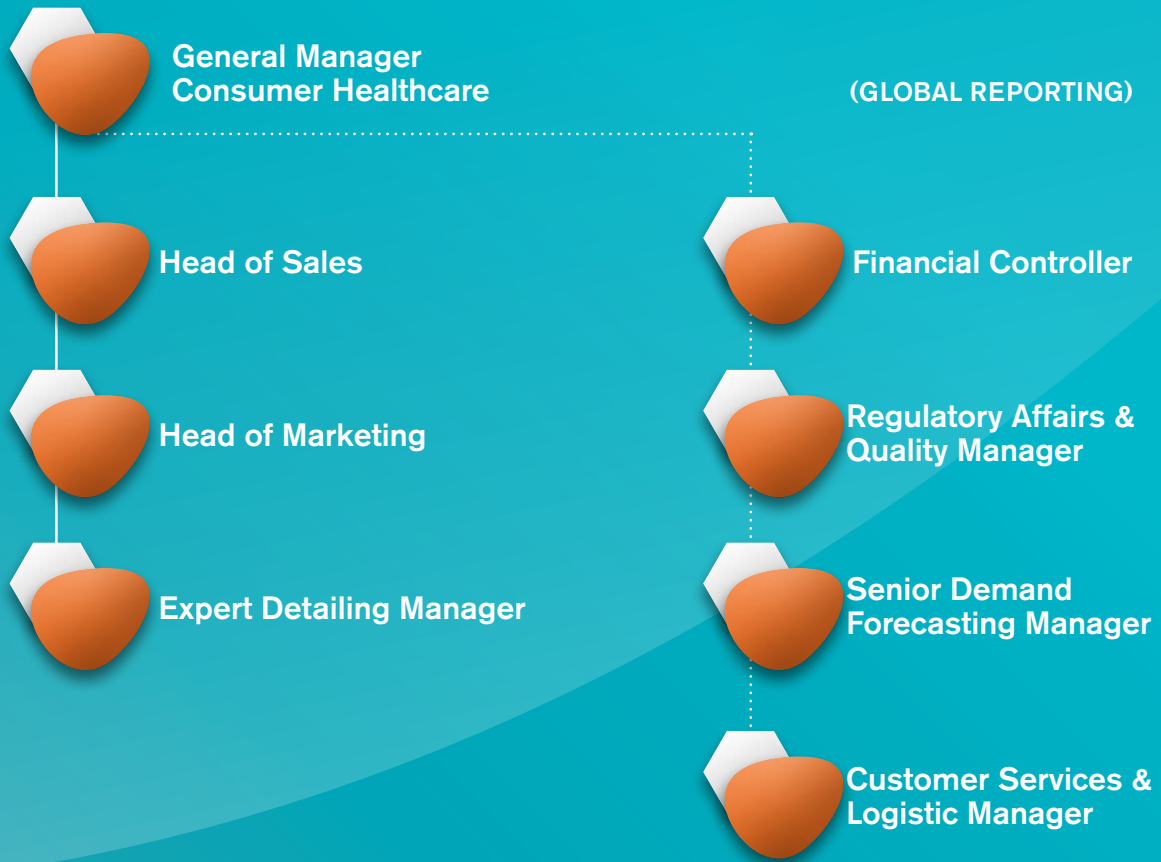 General Manager
Consumer Healthcare
(GLOBAL REPORTING)
Head of Sales
Financial Controller
Head of Marketing
Regulatory Affairs &
Quality Manager
Expert Detailing Manager
Senior Demand
Forecasting Manager
Customer Services &
Logistic Manager